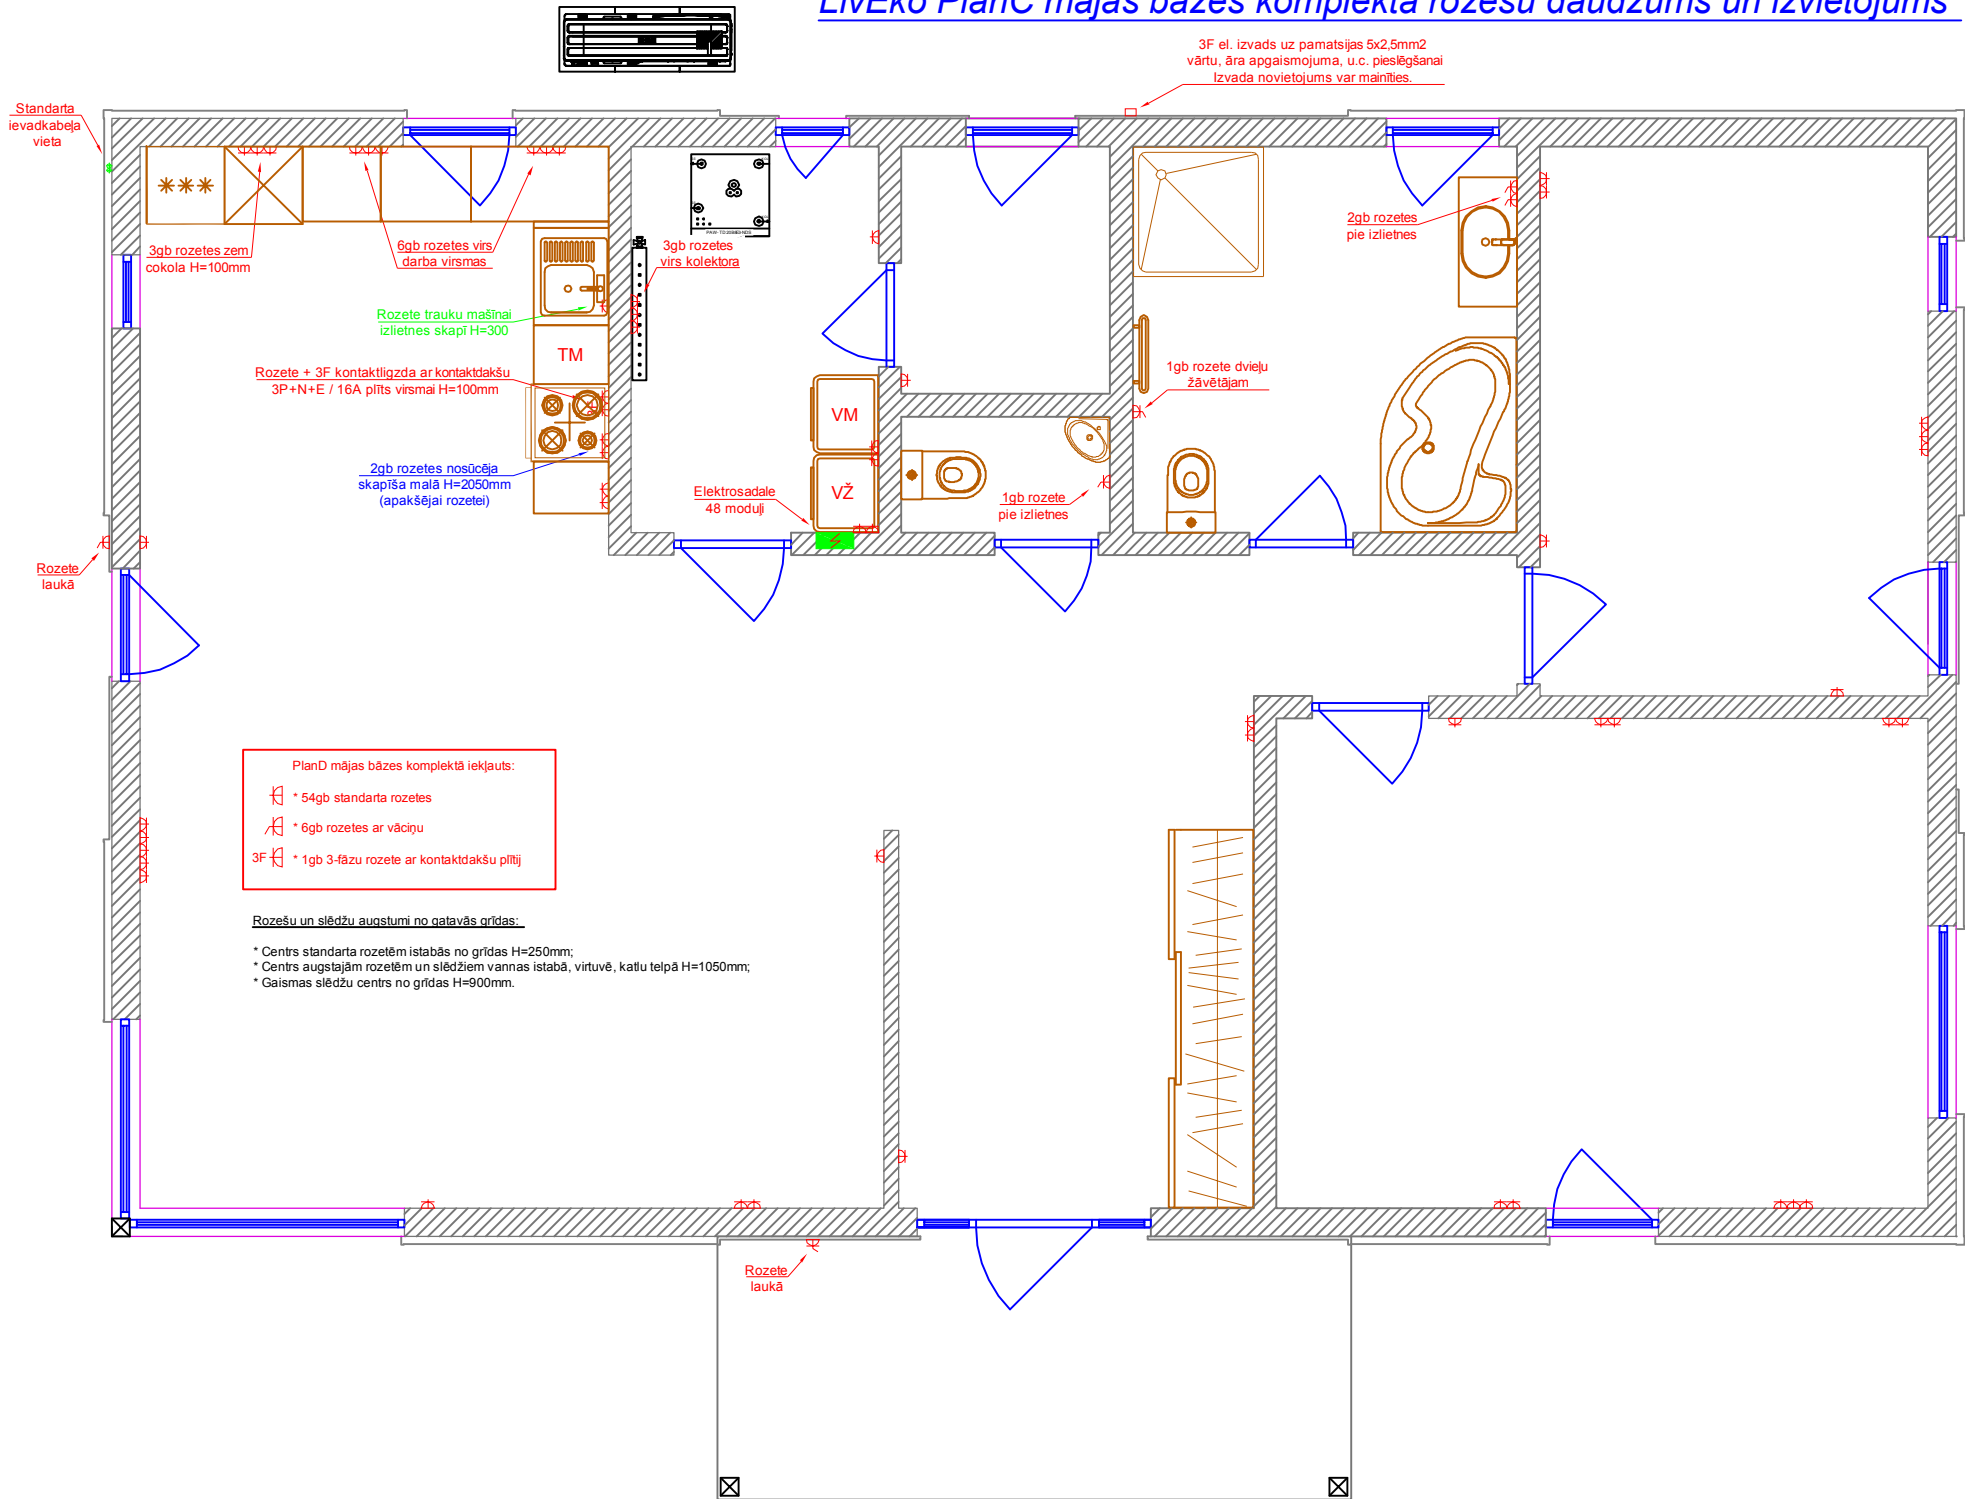 LivEko PlanC mājas bāzes komplekta rozešu daudzums un izvietojums
3F el. izvads uz pamatsijas 5x2,5mm2
vārtu, āra apgaismojuma, u.c. pieslēgšanai
Izvada novietojums var mainīties.
Standarta
ievadkabeļa
vieta
3gb rozetes zem
cokola H=100mm
6gb rozetes virs
darba virsmas
3gb rozetes
virs kolektora
2gb rozetes
pie izlietnes
Rozete trauku mašīnai
izlietnes skapī H=300
TM
Rozete + 3F kontaktligzda ar kontaktdakšu
3P+N+E / 16A plīts virsmai H=100mm
1gb rozete dvieļu
žāvētājam
VM
2gb rozetes nosūcēja
skapīša malā H=2050mm
(apakšējai rozetei)
Elektrosadale
48 moduļi
VŽ
1gb rozete
pie izlietnes
Rozete
laukā
PlanD mājas bāzes komplektā iekļauts:
* 54gb standarta rozetes
* 6gb rozetes ar vāciņu
3F * 1gb 3-fāzu rozete ar kontaktdakšu plītij
Rozešu un slēdžu augstumi no gatavās grīdas:
* Centrs standarta rozetēm istabās no grīdas H=250mm;
* Centrs augstajām rozetēm un slēdžiem vannas istabā, virtuvē, katlu telpā H=1050mm;
* Gaismas slēdžu centrs no grīdas H=900mm.
Rozete
laukā